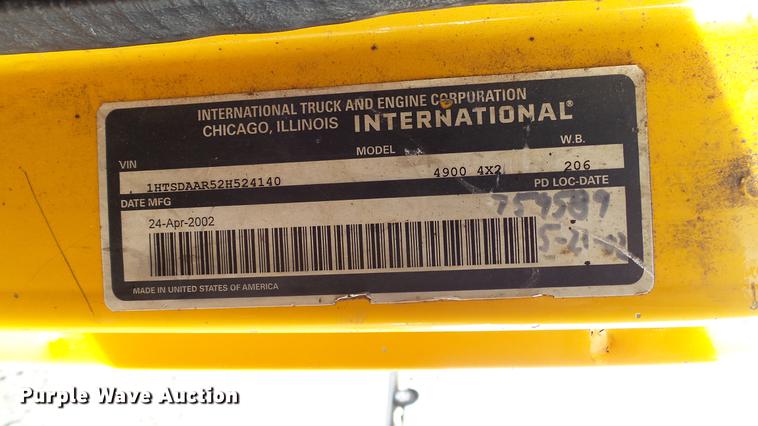 INTERNATIONAL TRUCK AND ENGINE CORPORATION
CHICAGO, ILLINOIS INTERNATIONAL®
VIN MODEL W.B.
1HTSDAAR52H524140 4900 4X2 206
DATE MFG PD LOC-DATE
24-Apr-2002 759589
MADE IN UNITED STATES OF AMERICA
Purple Wave Auction